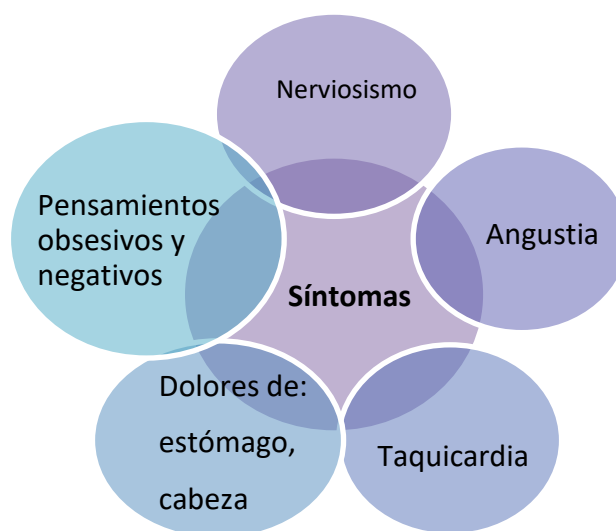 Nerviosismo
Pensamientos
obsesivos y
negativos
Angustia
Síntomas
Dolores de:
estómago,
cabeza
Taquicardia